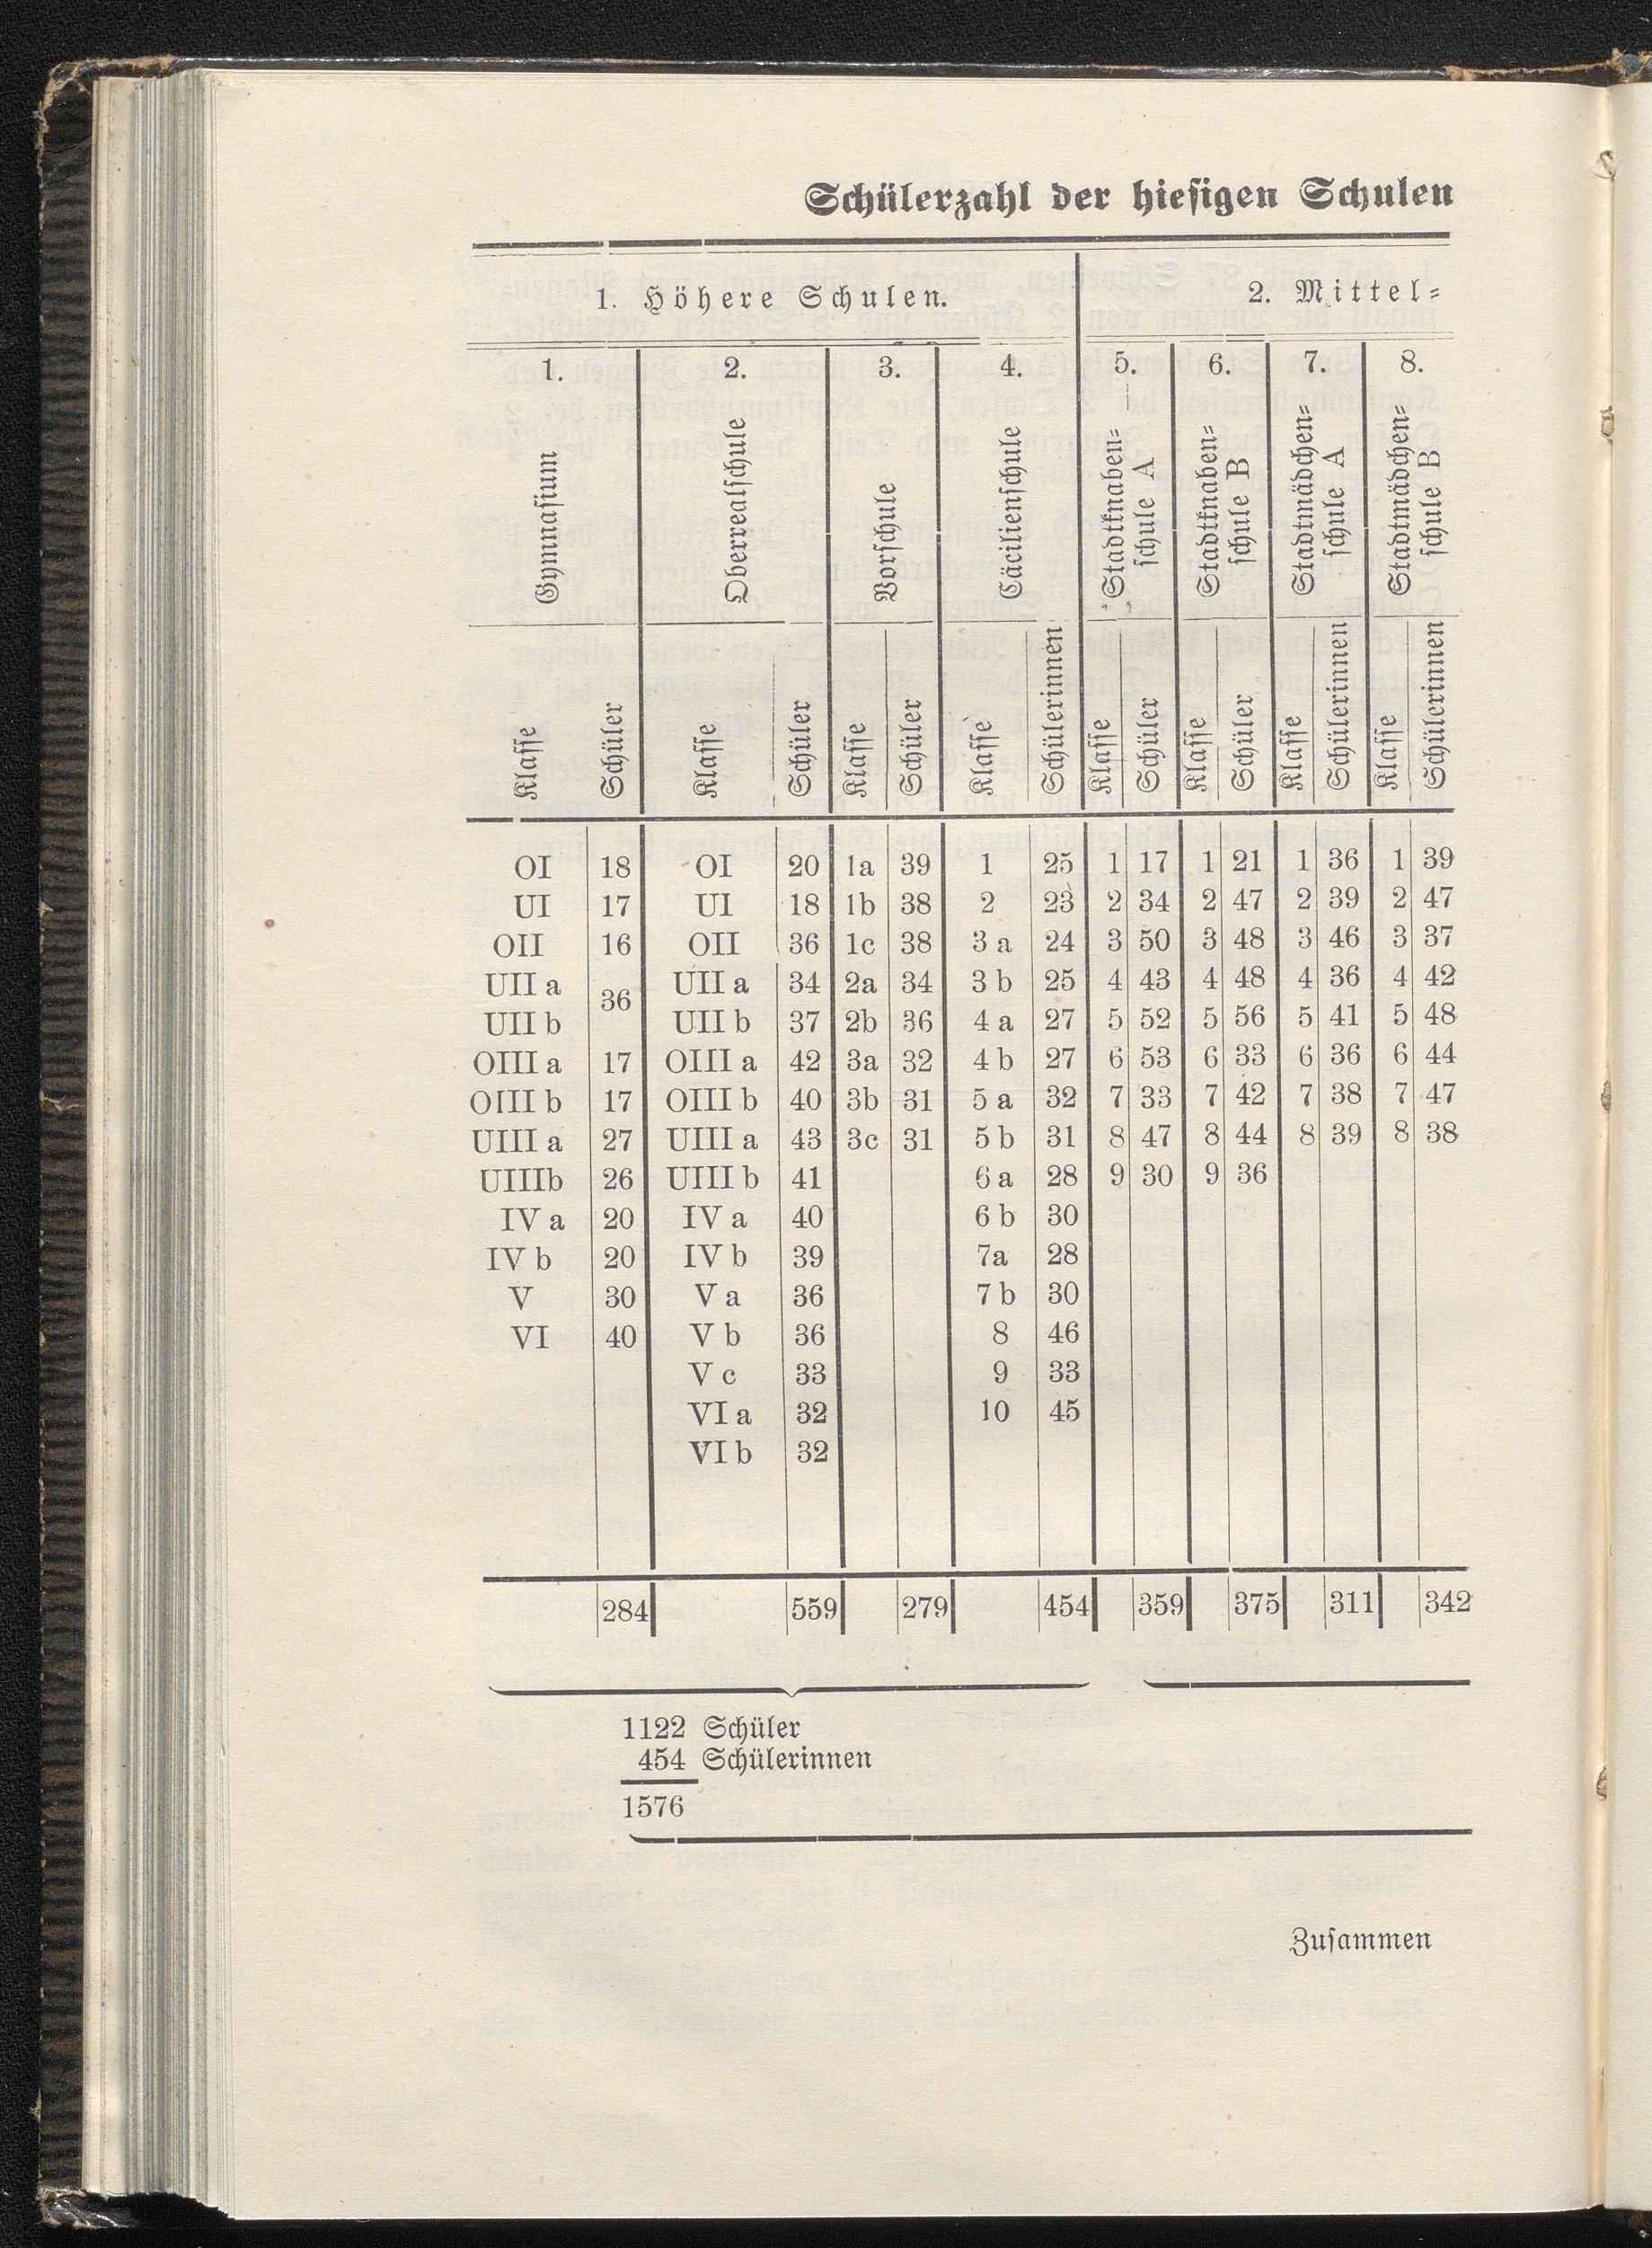 Schülerzahl der hiesigen Schulen
1. Höhere Schulen. 2. Mittel-
1. 2. 3. 4. 5. 6. 7. 8.
Gymnasium Oberrealschule Vorschule Cäcilienschule Stadtknaben-schule A Stadtknaben-schule B Stadtmädchen-schule A Stadtmädchen-schule B
Klasse Schüler Klasse Schüler Klasse Schüler Klasse Schülerinnen Klasse Schüler Klasse Schüler Klasse Schülerinnen Klasse Schülerinnen
OI 18 OI 20 1a 39 1 25 1 17 1 21 1 36 1 39
UI 17 UI 18 1b 38 2 23 2 34 2 47 2 39 2 47
OII 16 OII 36 1c 38 3 a 24 3 50 3 48 3 46 3 37
UII a 36 UII a 34 2a 34 3 b 25 4 43 4 48 4 36 4 42
UII b UII b 37 2b 36 4 a 27 5 52 5 56 5 41 5 48
OIII a 17 OIII a 42 3a 32 4 b 27 6 53 6 33 6 36 6 44
OIII b 17 OIII b 40 3b 31 5 a 32 7 33 7 42 7 38 7 47
UIII a 27 UIII a 43 3c 31 5 b 31 8 47 8 44 8 39 8 38
UIIIb 26 UIII b 41 6 a 28 9 30 9 36
IV a 20 IV a 40 6 b 30
IV b 20 IV b 39 7a 28
V 30 V a 36 7 b 30
VI 40 V b 36 8 46
V c 33 9 33
VI a 32 10 45
VI b 32
284 559 279 454 359 375 311 342
1122 Schüler
454 Schülerinnen
1576
Zusammen